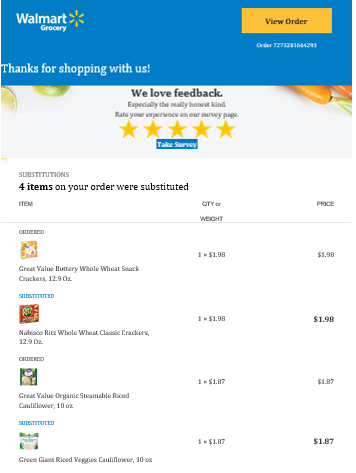 Walmart
Grocery
View Order
Order 7275201664293
Thanks for shopping with us!
We love feedback.
Especially the really honest kind.
Rate your experience on our survey page.
Take Survey
SUBSTITUTIONS
4 items on your order were substituted
ITEM
QTY or
WEIGHT
PRICE
ORDERED
1 × $1.98
$1.98
Great Value Buttery Whole Wheat Snack
Crackers, 12.9 Oz.
SUBSTITUTED
1 × $1.98
$1.98
Nabisco Ritz Whole Wheat Classic Crackers,
12.9 Oz.
ORDERED
1 × $1.87
$1.87
Great Value Organic Steamable Riced
Cauliflower, 10 oz
SUBSTITUTED
1 × $1.87
$1.87
Green Giant Riced Veggies Cauliflower, 10 oz